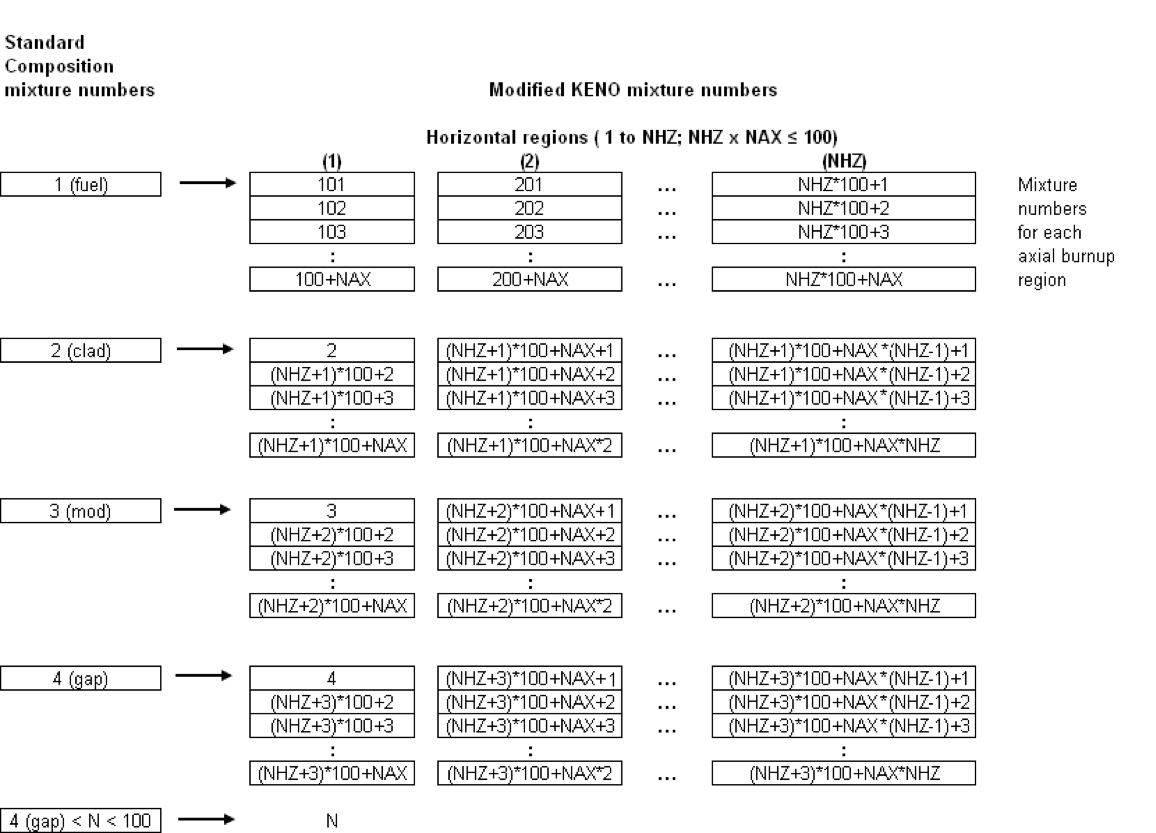 Standard
Composition
mixture numbers
Modified KENO mixture numbers
Horizontal regions ( 1 to NHZ; NHZ x NAX ≤ 100)
(1) (2) (NHZ)
1 (fuel) 101 201 ... NHZ*100+1 Mixture
102 202 ... NHZ*100+2 numbers
103 203 ... NHZ*100+3 for each
: : : axial burnup
100+NAX 200+NAX ... NHZ*100+NAX region
2 (clad) 2 (NHZ+1)*100+NAX+1 ... (NHZ+1)*100+NAX*(NHZ-1)+1
(NHZ+1)*100+2 (NHZ+1)*100+NAX+2 ... (NHZ+1)*100+NAX*(NHZ-1)+2
(NHZ+1)*100+3 (NHZ+1)*100+NAX+3 ... (NHZ+1)*100+NAX*(NHZ-1)+3
: : :
(NHZ+1)*100+NAX (NHZ+1)*100+NAX*2 ... (NHZ+1)*100+NAX*NHZ
3 (mod) 3 (NHZ+2)*100+NAX+1 ... (NHZ+2)*100+NAX*(NHZ-1)+1
(NHZ+2)*100+2 (NHZ+2)*100+NAX+2 ... (NHZ+2)*100+NAX*(NHZ-1)+2
(NHZ+2)*100+3 (NHZ+2)*100+NAX+3 ... (NHZ+2)*100+NAX*(NHZ-1)+3
: : :
(NHZ+2)*100+NAX (NHZ+2)*100+NAX*2 ... (NHZ+2)*100+NAX*NHZ
4 (gap) 4 (NHZ+3)*100+NAX+1 ... (NHZ+3)*100+NAX*(NHZ-1)+1
(NHZ+3)*100+2 (NHZ+3)*100+NAX+2 ... (NHZ+3)*100+NAX*(NHZ-1)+2
(NHZ+3)*100+3 (NHZ+3)*100+NAX+3 ... (NHZ+3)*100+NAX*(NHZ-1)+3
: : :
(NHZ+3)*100+NAX (NHZ+3)*100+NAX*2 ... (NHZ+3)*100+NAX*NHZ
4 (gap) < N < 100 N